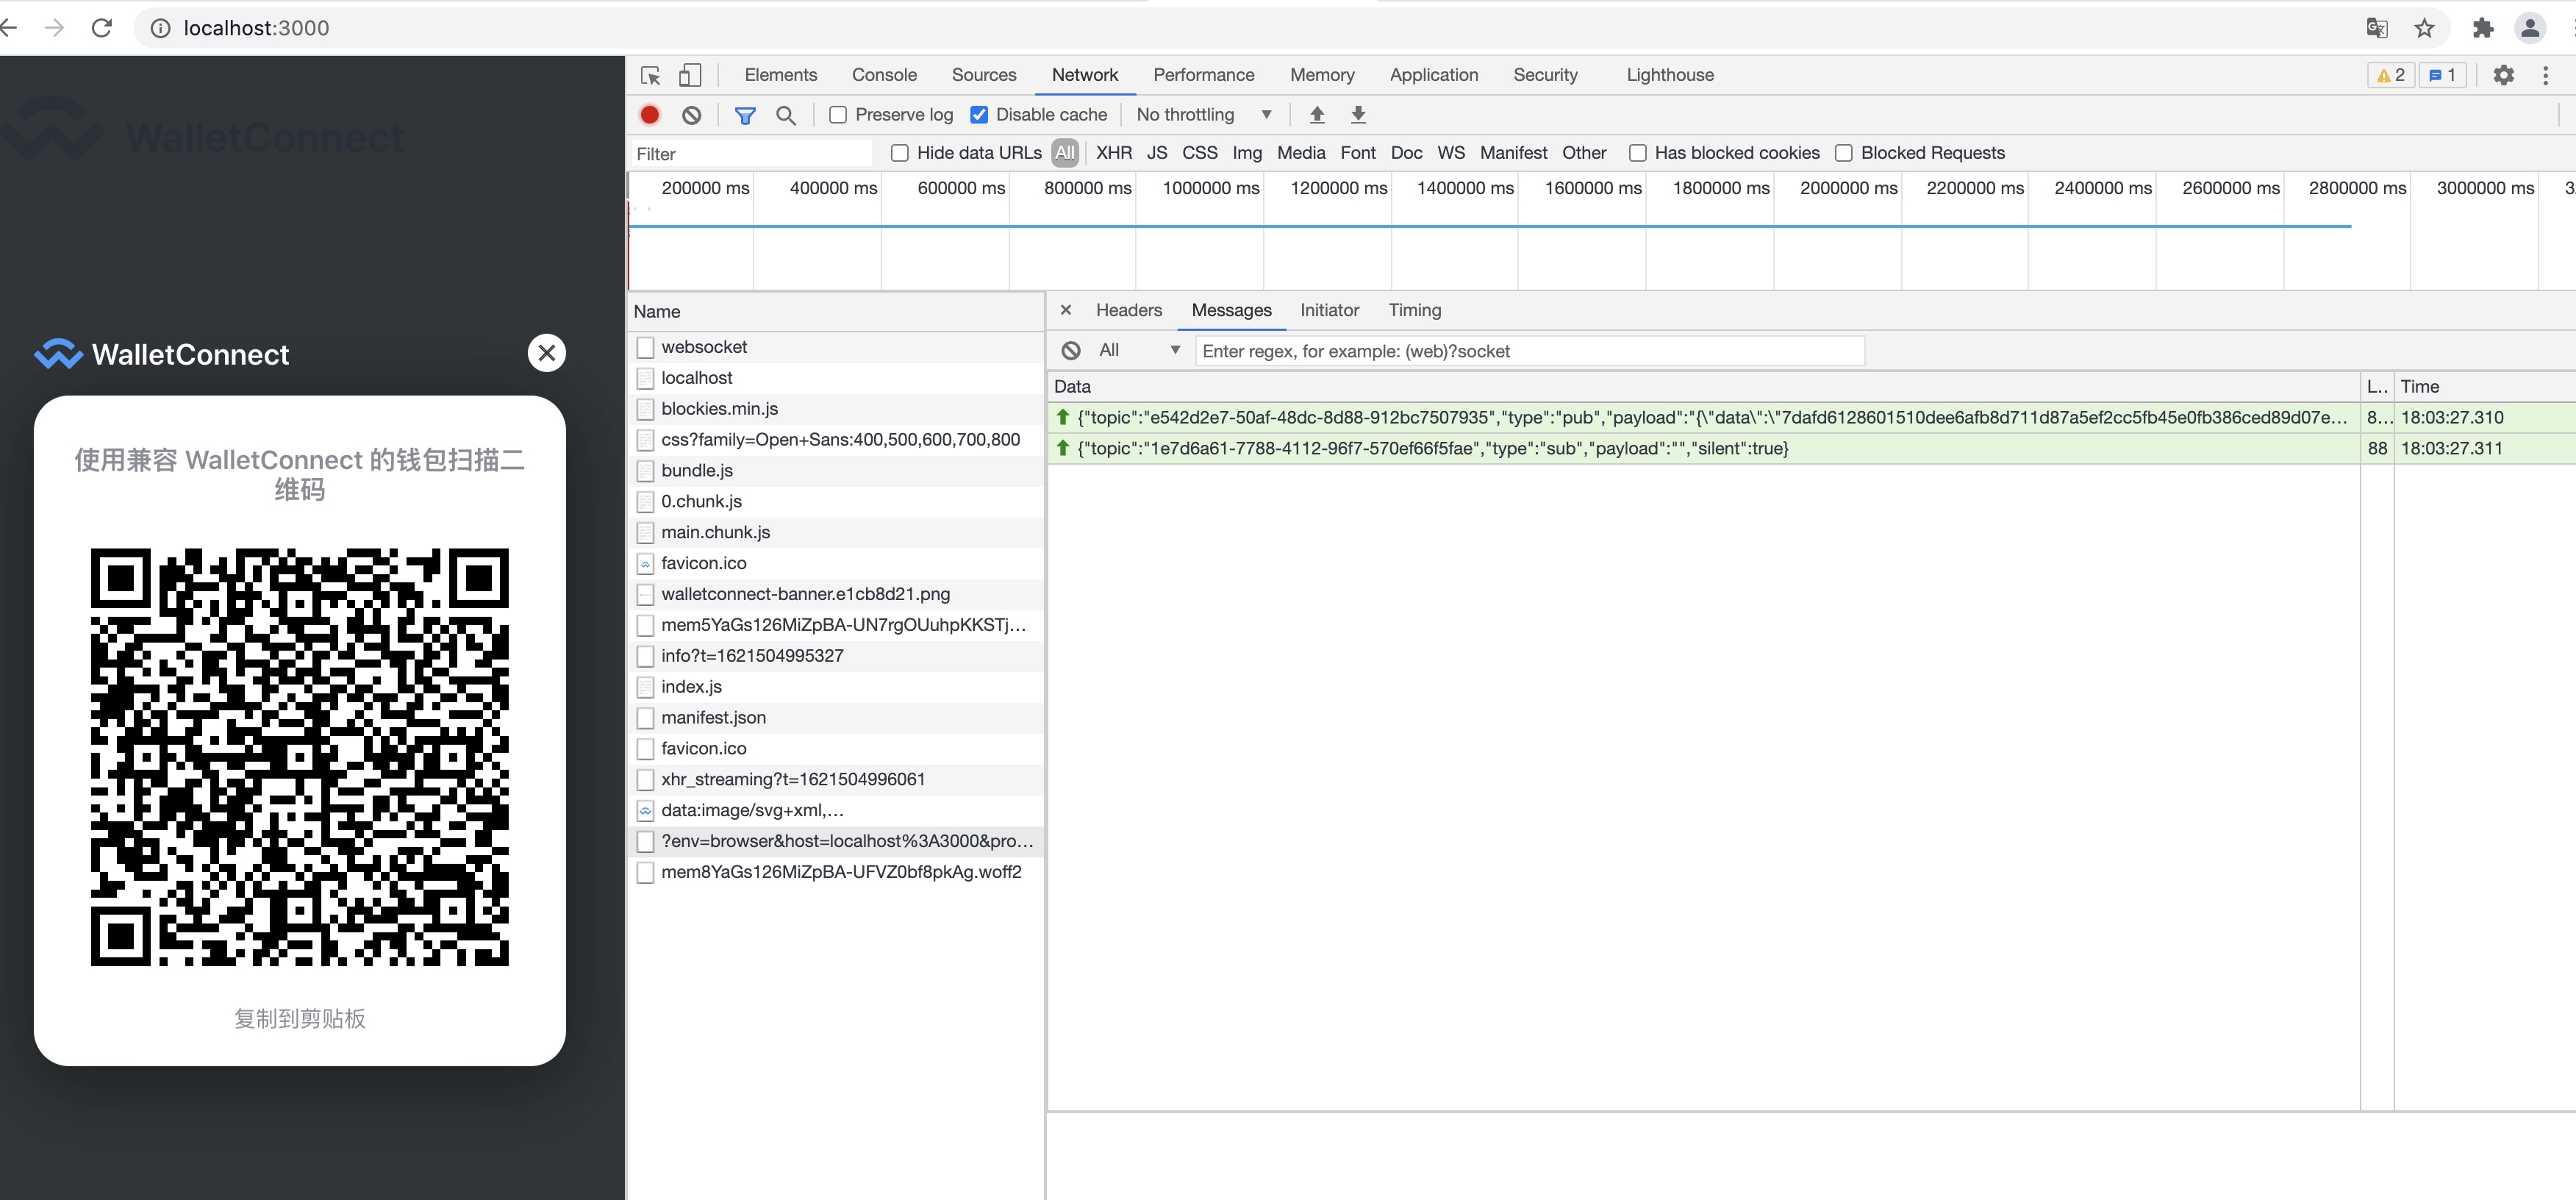 localhost:3000
WalletConnect
WalletConnect
使用兼容 WalletConnect 的钱包扫描二
维码
复制到剪贴板
Elements Console Sources Network Performance Memory Application Security Lighthouse 2 1
Preserve log Disable cache No throttling
Filter Hide data URLs All XHR JS CSS Img Media Font Doc WS Manifest Other Has blocked cookies Blocked Requests
200000 ms 400000 ms 600000 ms 800000 ms 1000000 ms 1200000 ms 1400000 ms 1600000 ms 1800000 ms 2000000 ms 2200000 ms 2400000 ms 2600000 ms 2800000 ms 3000000 ms 3
Name
websocket
localhost
blockies.min.js
css?family=Open+Sans:400,500,600,700,800
bundle.js
0.chunk.js
main.chunk.js
favicon.ico
walletconnect-banner.e1cb8d21.png
mem5YaGs126MiZpBA-UN7rgOUuhpKKSTj…
info?t=1621504995327
index.js
manifest.json
favicon.ico
xhr_streaming?t=1621504996061
data:image/svg+xml,…
?env=browser&host=localhost%3A3000&pro…
mem8YaGs126MiZpBA-UFVZ0bf8pkAg.woff2
Headers Messages Initiator Timing
All Enter regex, for example: (web)?socket
Data L.. Time
{"topic":"e542d2e7-50af-48dc-8d88-912bc7507935","type":"pub","payload":"{\"data\":\"7dafd6128601510dee6afb8d711d87a5ef2cc5fb45e0fb386ced89d07e… 8… 18:03:27.310
{"topic":"1e7d6a61-7788-4112-96f7-570ef66f5fae","type":"sub","payload":"","silent":true} 88 18:03:27.311